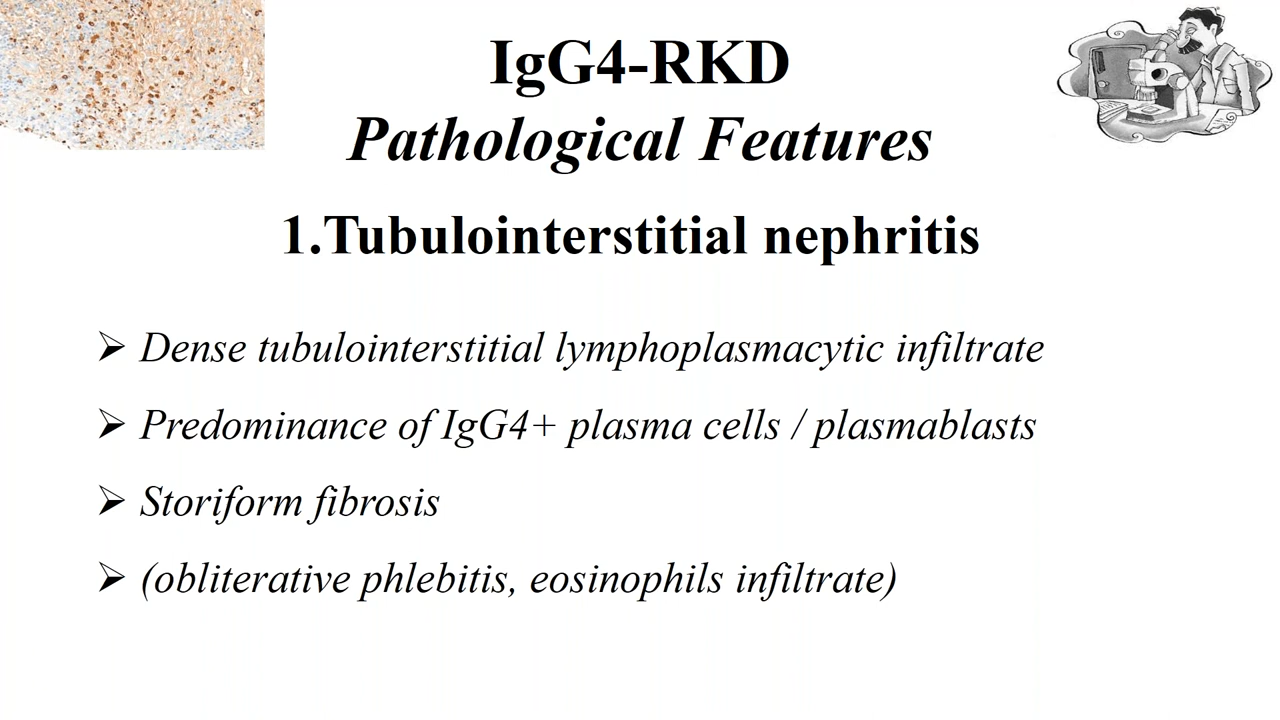 IgG4-RKD
Pathological Features
1.Tubulointerstitial nephritis
➢ Dense tubulointerstitial lymphoplasmacytic infiltrate
➢ Predominance of IgG4+ plasma cells / plasmablasts
➢ Storiform fibrosis
➢ (obliterative phlebitis, eosinophils infiltrate)